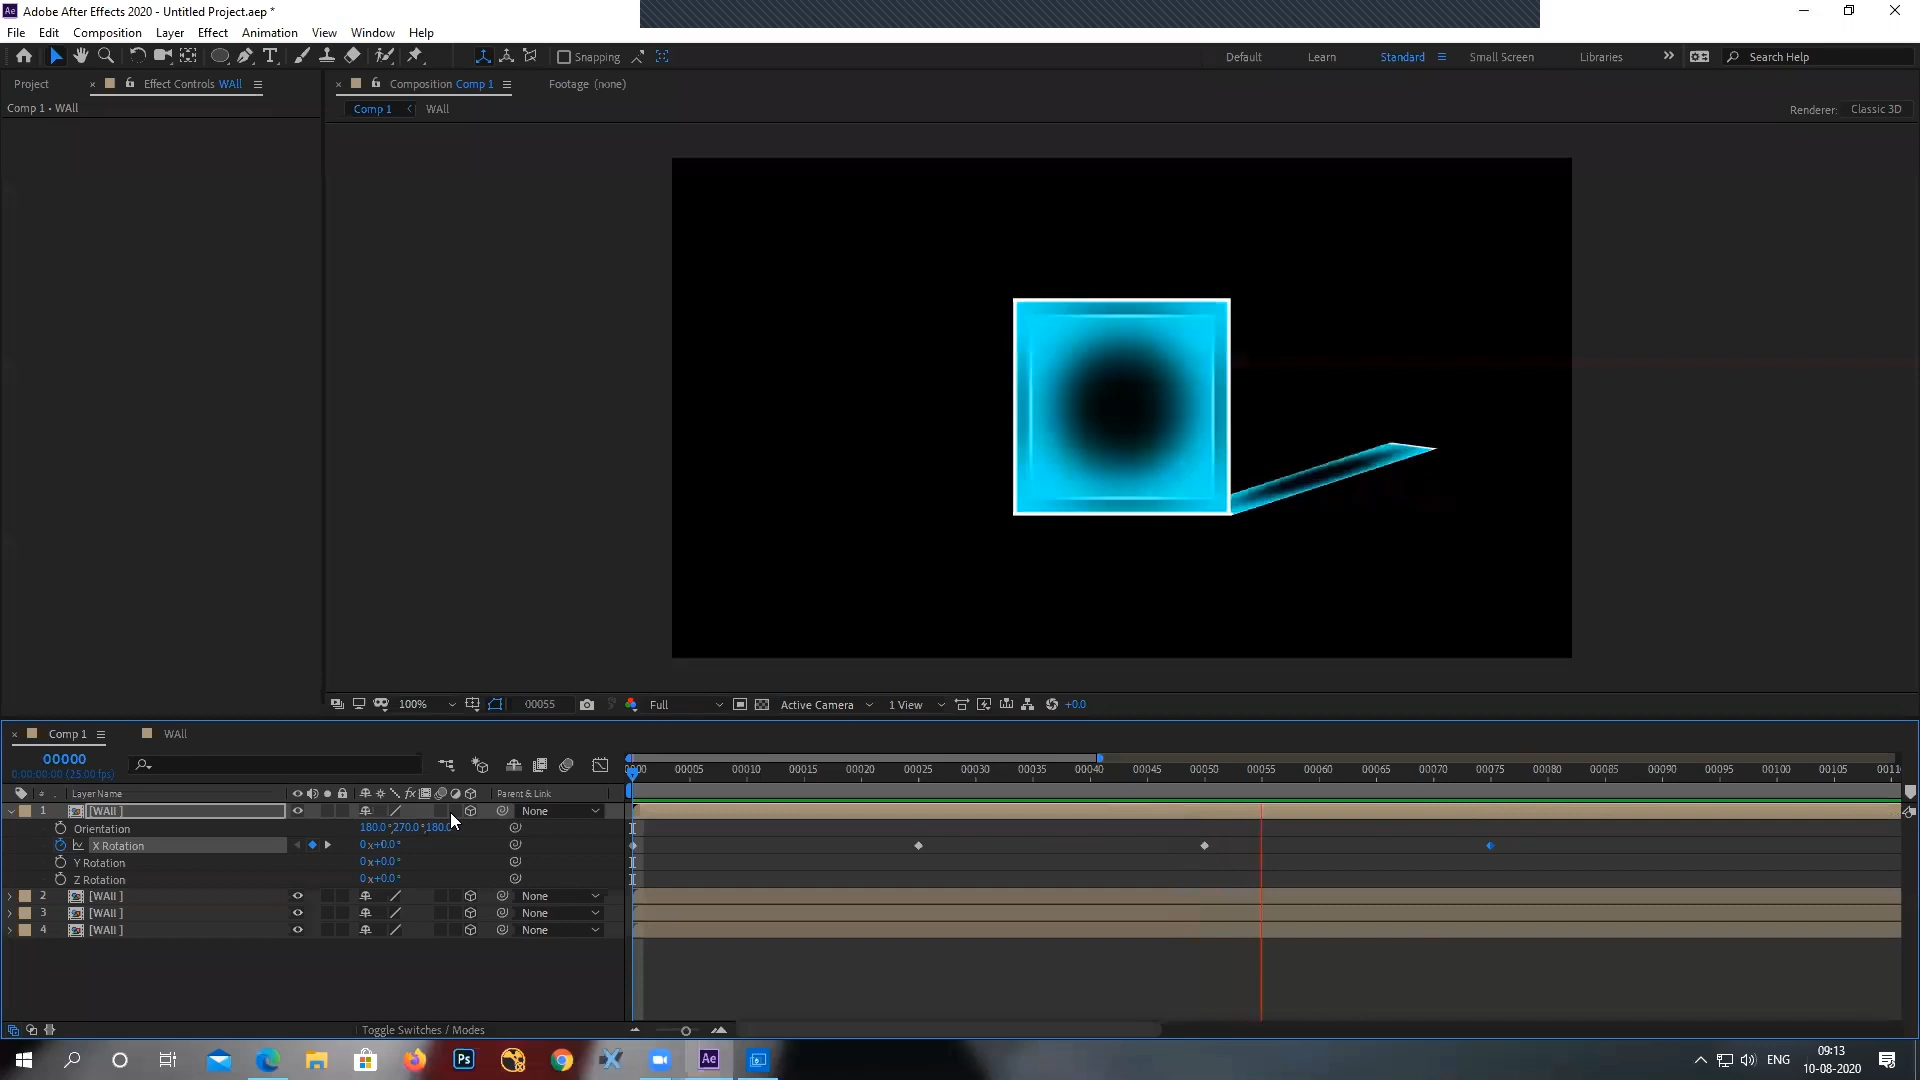 Adobe After Effects 2020 - Untitled Project.aep *
File Edit Composition Layer Effect Animation View Window Help
Snapping
Default Learn Standard Small Screen Libraries Search Help
Project Effect Controls WAll
Composition Comp 1 Footage (none)
Comp 1 • WAll
Comp 1 WAll
Renderer: Classic 3D
100% 00055 Full Active Camera 1 View +0.0
Comp 1 WAll
00000
0:00:00:00 (25.00 fps)
00005 00010 00015 00020 00025 00030 00035 00040 00045 00050 00055 00060 00065 00070 00075 00080 00085 00090 00095 00100 00105
# Layer Name fx Parent & Link
1 [WAll ] None
Orientation 180.0 °,270.0 °,180.0
X Rotation 0 x+0.0 °
Y Rotation 0 x+0.0 °
Z Rotation 0 x+0.0 °
2 [WAll ] None
3 [WAll ] None
4 [WAll ] None
Toggle Switches / Modes
Ps Ae ENG
09:13
10-08-2020